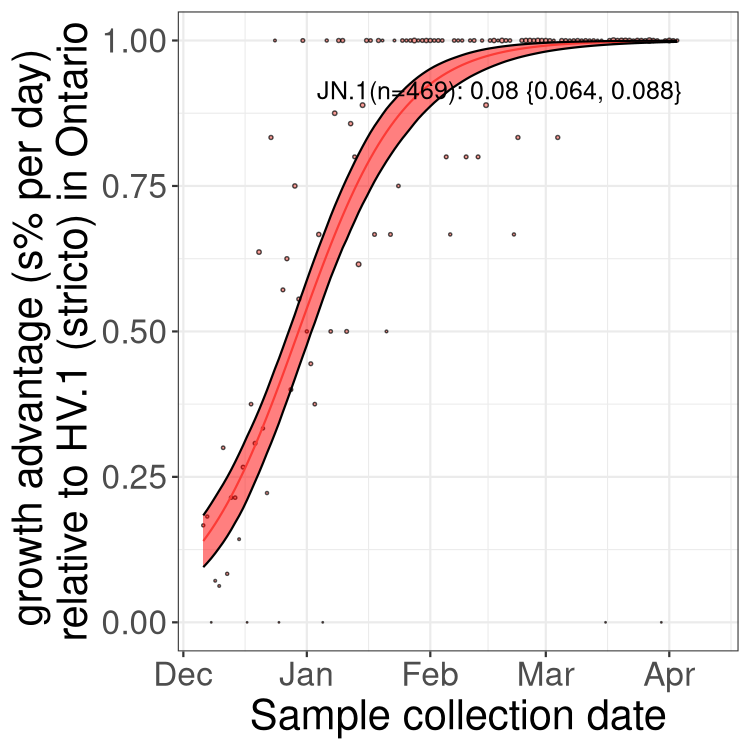 growth advantage (s% per day)
relative to HV.1 (stricto) in Ontario
1.00
0.75
0.50
0.25
0.00
JN.1(n=469): 0.08 {0.064, 0.088}
Dec Jan Feb Mar Apr
Sample collection date